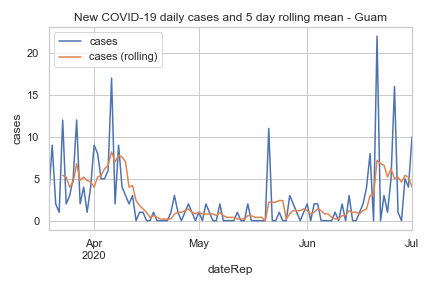 New COVID-19 daily cases and 5 day rolling mean - Guam
cases
cases (rolling)
cases
20
15
10
5
0
Apr
2020
May
Jun
Jul
dateRep